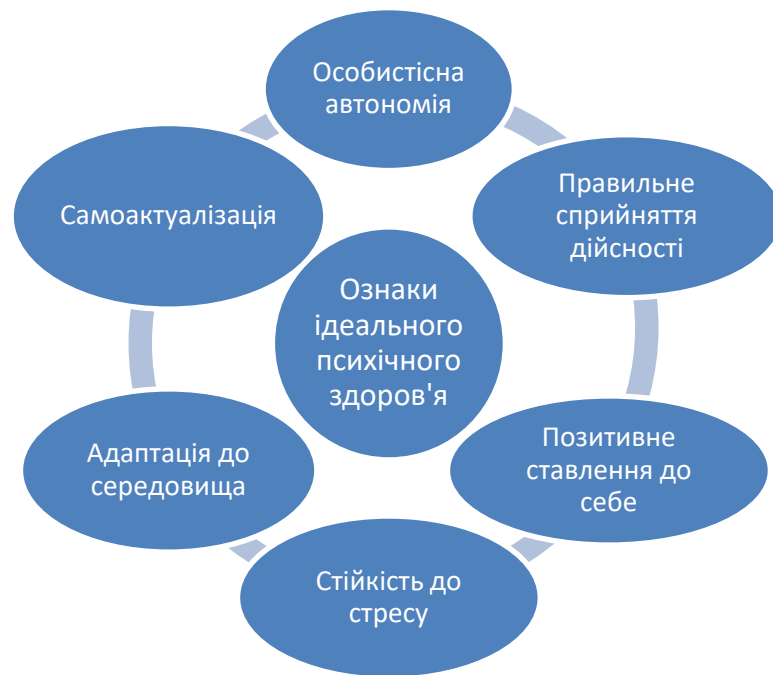 Особистісна
автономія
Правильне
сприйняття
дійсності
Самоактуалізація
Ознаки
ідеального
психічного
здоров'я
Позитивне
ставлення до
себе
Адаптація до
середовища
Стійкість до
стресу